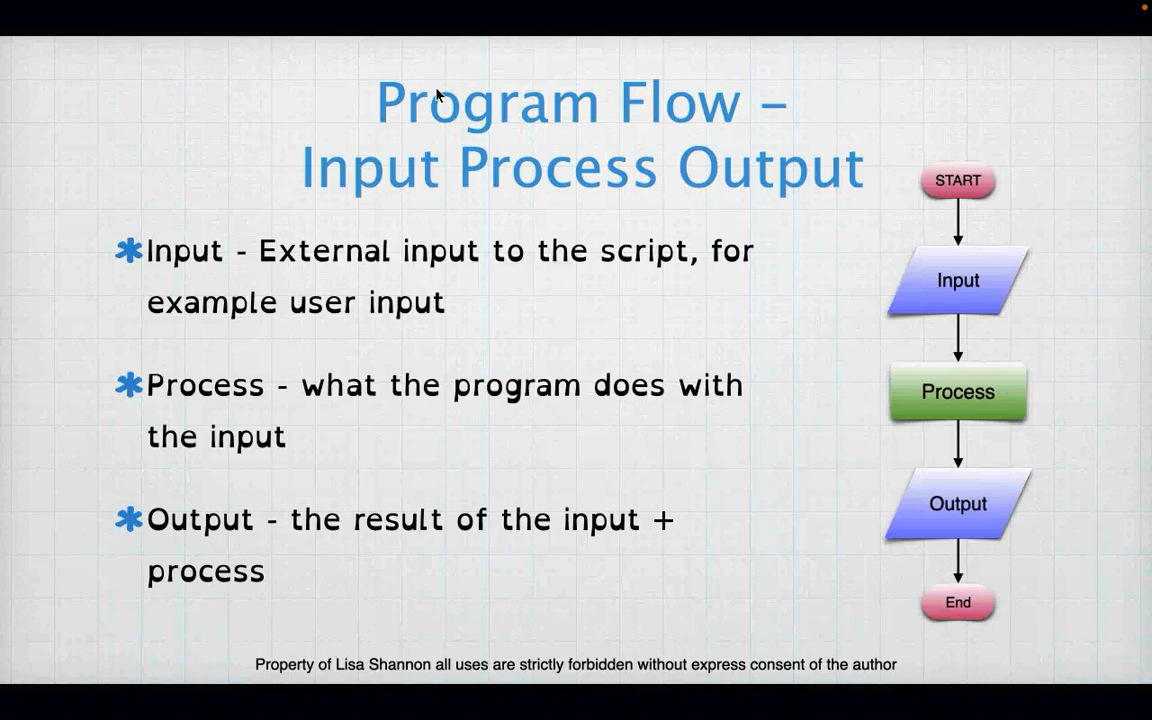 Program Flow –
Input Process Output
✱Input - External input to the script, for
example user input
✱Process - what the program does with
the input
✱Output - the result of the input +
process
START
Input
Process
Output
End
Property of Lisa Shannon all uses are strictly forbidden without express consent of the author